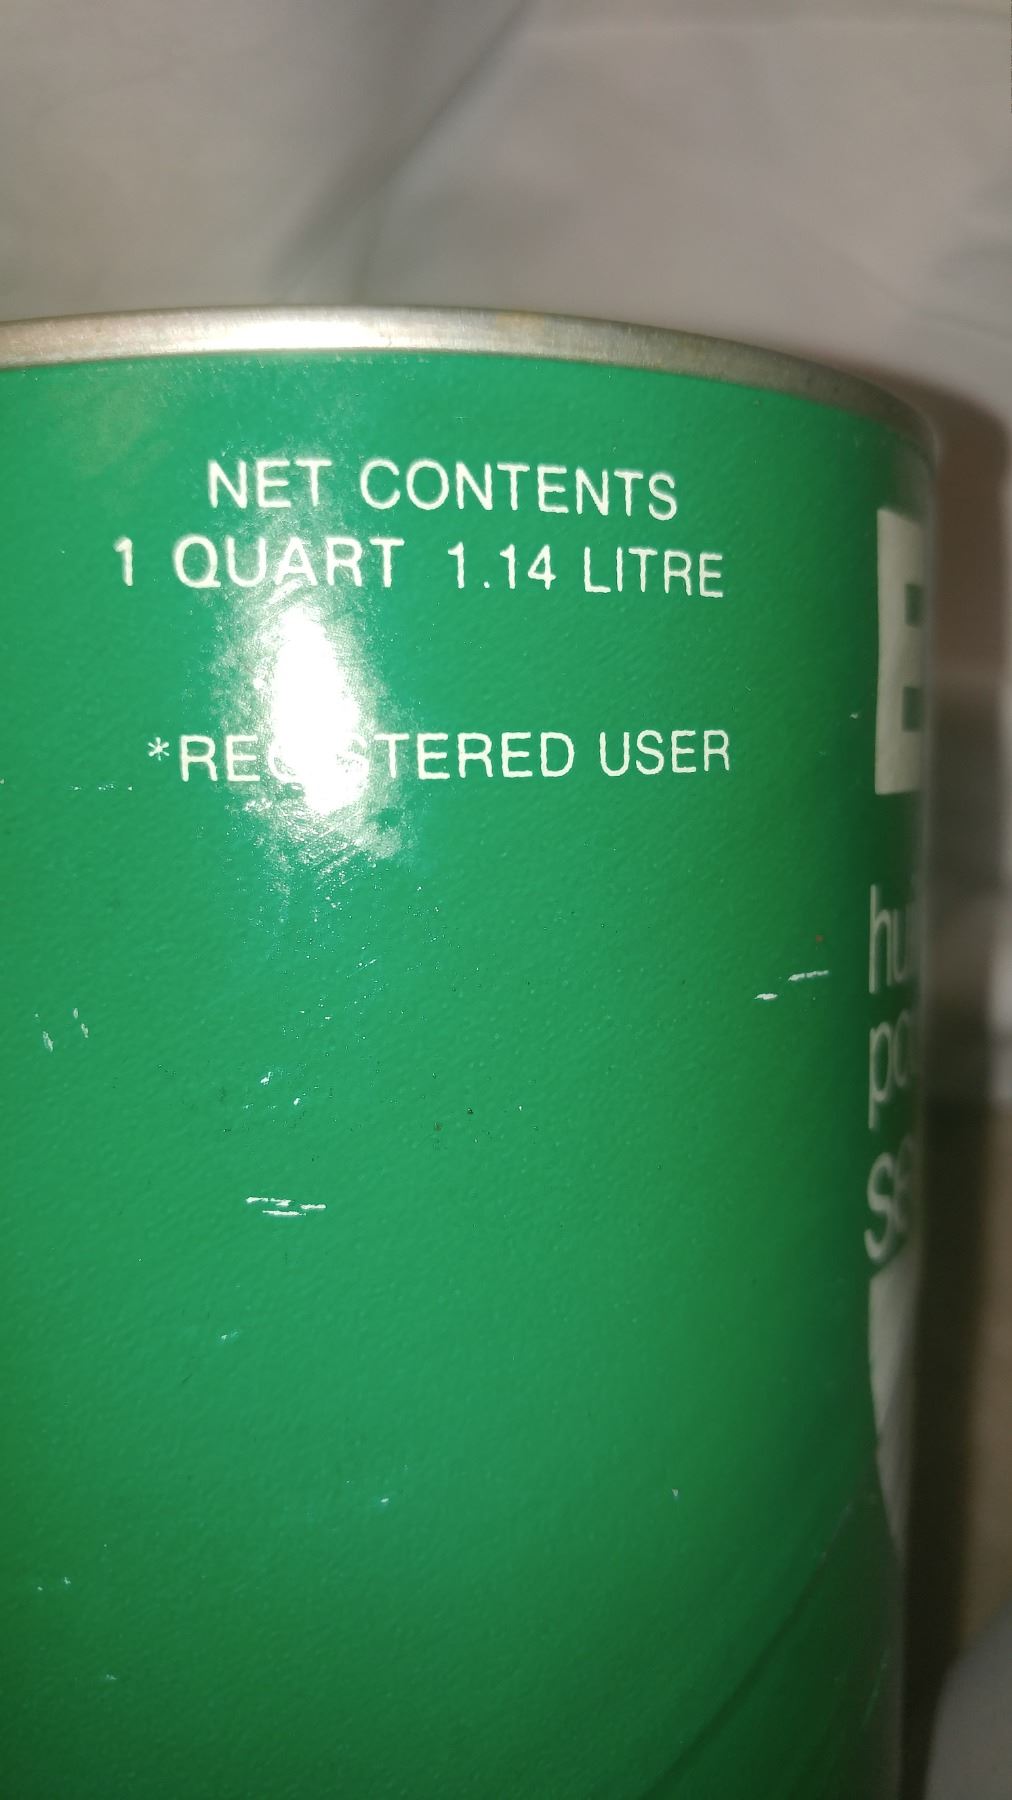 NET CONTENTS
1 QUART 1.14 LITRE
*REGISTERED USER